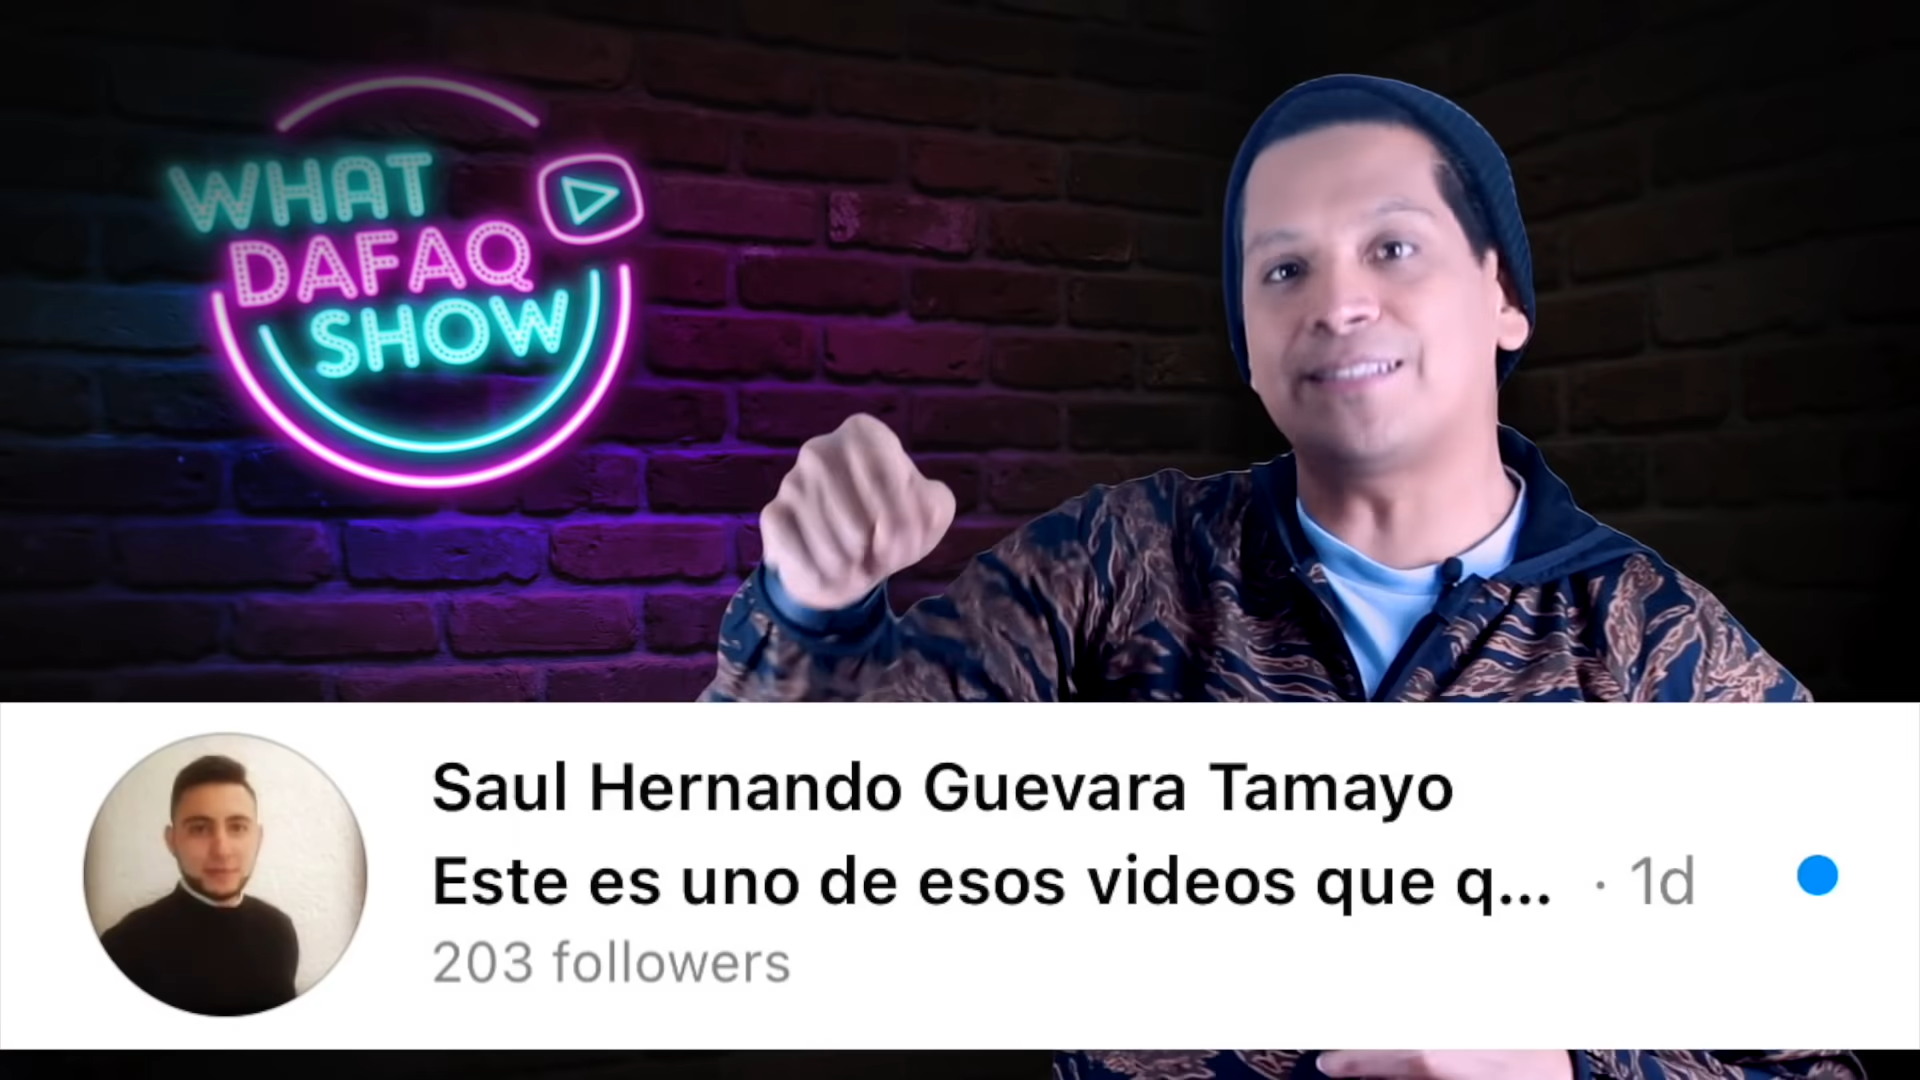 WHAT
DAFAQ
SHOW
Saul Hernando Guevara Tamayo
Este es uno de esos videos que q... · 1d
203 followers